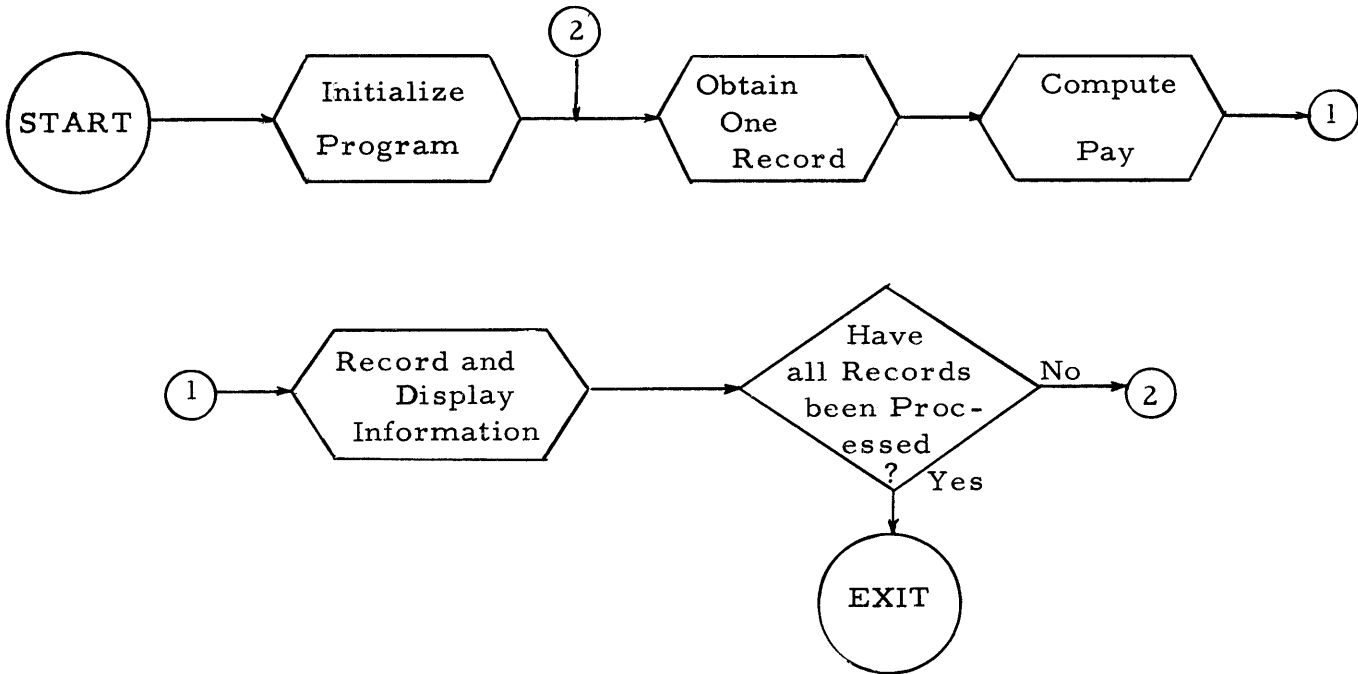 2
START
Initialize
Program
Obtain
One
Record
Compute
Pay
1
1
Record and
Display
Information
Have
all Records
been Proc-
essed
?
No
2
Yes
EXIT